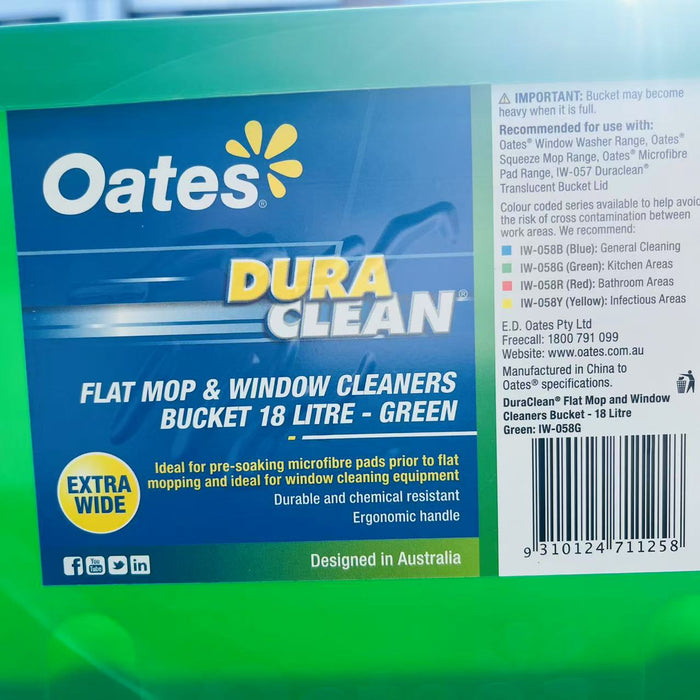 Oates®
DURA
CLEAN®
FLAT MOP & WINDOW CLEANERS
BUCKET 18 LITRE - GREEN
EXTRA
WIDE
Ideal for pre-soaking microfibre pads prior to flat
mopping and ideal for window cleaning equipment
Durable and chemical resistant
Ergonomic handle
f You Tube in
Designed in Australia
⚠ IMPORTANT: Bucket may become
heavy when it is full.
Recommended for use with:
Oates® Window Washer Range, Oates®
Squeeze Mop Range, Oates® Microfibre
Pad Range, IW-057 Duraclean®
Translucent Bucket Lid
Colour coded series available to help avoid
the risk of cross contamination between
work areas. We recommend:
IW-058B (Blue): General Cleaning
IW-058G (Green): Kitchen Areas
IW-058R (Red): Bathroom Areas
IW-058Y (Yellow): Infectious Areas
E.D. Oates Pty Ltd
Freecall: 1800 791 099
Website: www.oates.com.au
Manufactured in China to
Oates® specifications.
DuraClean® Flat Mop and Window
Cleaners Bucket - 18 Litre
Green: IW-058G
9 310124 711258